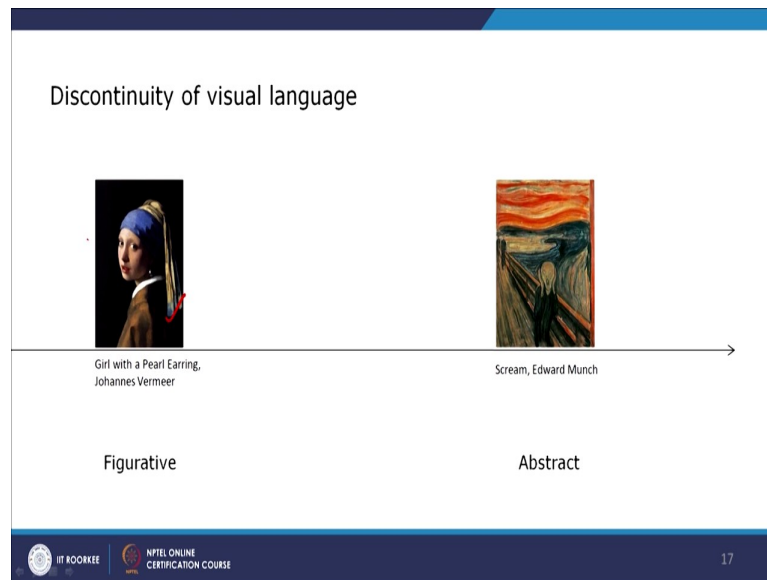 Discontinuity of visual language
Girl with a Pearl Earring,
Johannes Vermeer
Scream, Edward Munch
Figurative
Abstract
IIT ROORKEE
NPTEL ONLINE
CERTIFICATION COURSE
17